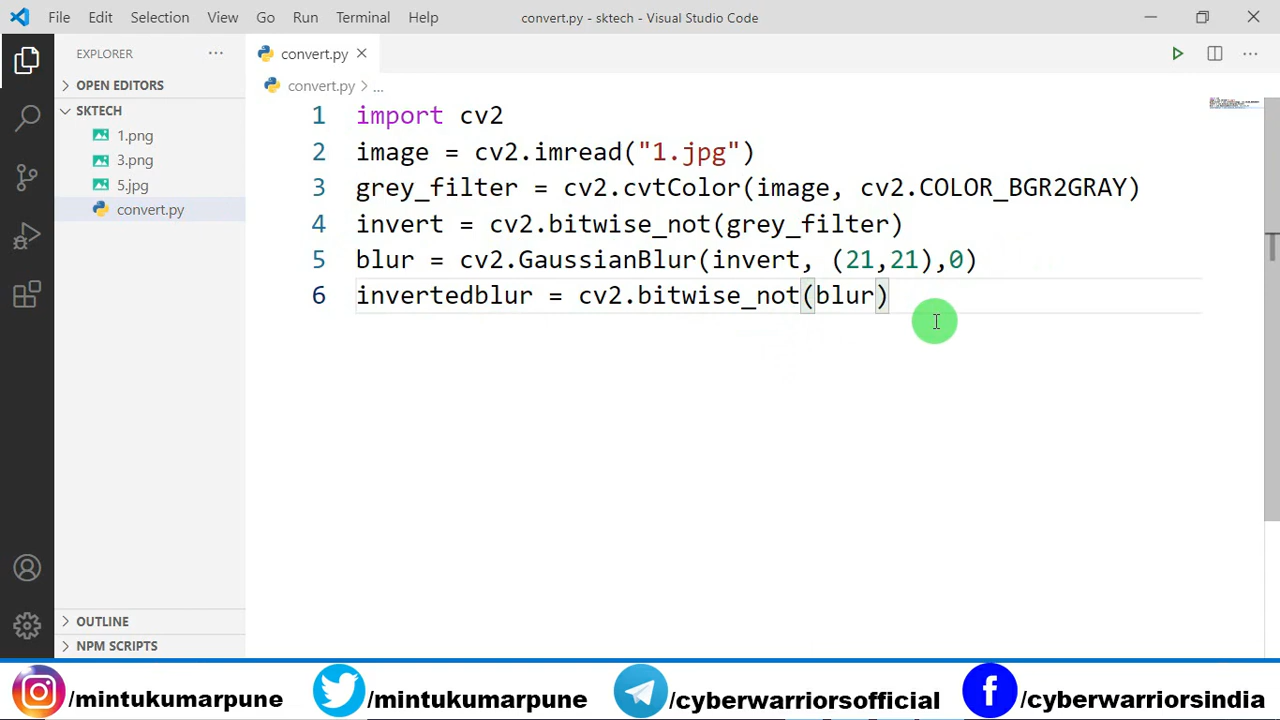 File Edit Selection View Go Run Terminal Help convert.py - sktech - Visual Studio Code
EXPLORER ...
convert.py
OPEN EDITORS
convert.py > ...
SKTECH
1.png
3.png
5.jpg
convert.py
1 import cv2
2 image = cv2.imread("1.jpg")
3 grey_filter = cv2.cvtColor(image, cv2.COLOR_BGR2GRAY)
4 invert = cv2.bitwise_not(grey_filter)
5 blur = cv2.GaussianBlur(invert, (21,21),0)
6 invertedblur = cv2.bitwise_not(blur)
OUTLINE
NPM SCRIPTS
/mintukumarpune /mintukumarpune /cyberwarriorsofficial /cyberwarriorsindia